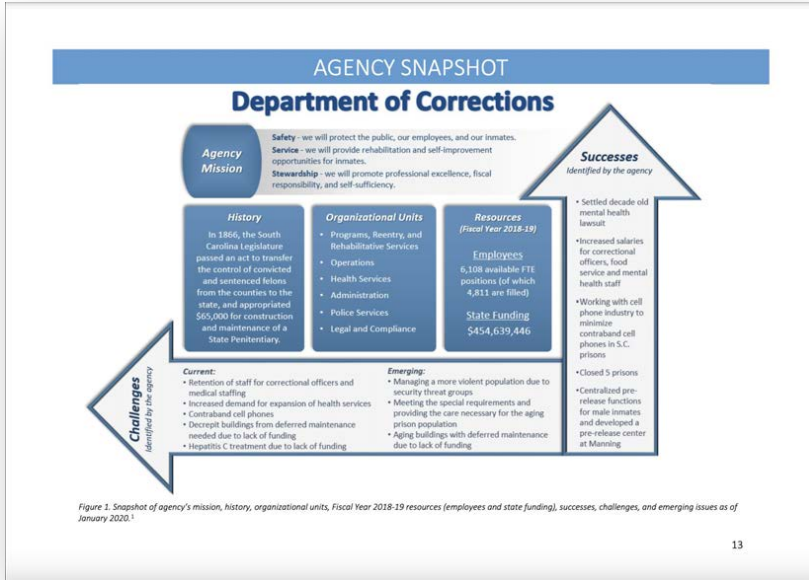 AGENCY SNAPSHOT
Department of Corrections
Agency
Mission
Safety - we will protect the public, our employees, and our inmates.
Service - we will provide rehabilitation and self-improvement
opportunities for inmates.
Stewardship - we will promote professional excellence, fiscal
responsibility, and self-sufficiency.
Successes
Identified by the agency
• Settled decade old
mental health
lawsuit
•Increased salaries
for correctional
officers, food
service and mental
health staff
•Working with cell
phone industry to
minimize
contraband cell
phones in S.C.
prisons
•Closed 5 prisons
•Centralized pre-
release functions
for male inmates
and developed a
pre-release center
at Manning
History
In 1866, the South
Carolina Legislature
passed an act to transfer
the control of convicted
and sentenced felons
from the counties to the
state, and appropriated
$65,000 for construction
and maintenance of a
State Penitentiary.
Organizational Units
• Programs, Reentry, and
Rehabilitative Services
• Operations
• Health Services
• Administration
• Police Services
• Legal and Compliance
Resources
(Fiscal Year 2018-19)
Employees
6,108 available FTE
positions (of which
4,811 are filled)
State Funding
$454,639,446
Challenges
Identified by the agency
Current:
• Retention of staff for correctional officers and
medical staffing
• Increased demand for expansion of health services
• Contraband cell phones
• Decrepit buildings from deferred maintenance
needed due to lack of funding
• Hepatitis C treatment due to lack of funding
Emerging:
• Managing a more violent population due to
security threat groups
• Meeting the special requirements and
providing the care necessary for the aging
prison population
• Aging buildings with deferred maintenance
due to lack of funding
Figure 1. Snapshot of agency's mission, history, organizational units, Fiscal Year 2018-19 resources (employees and state funding), successes, challenges, and emerging issues as of
January 2020.1
13